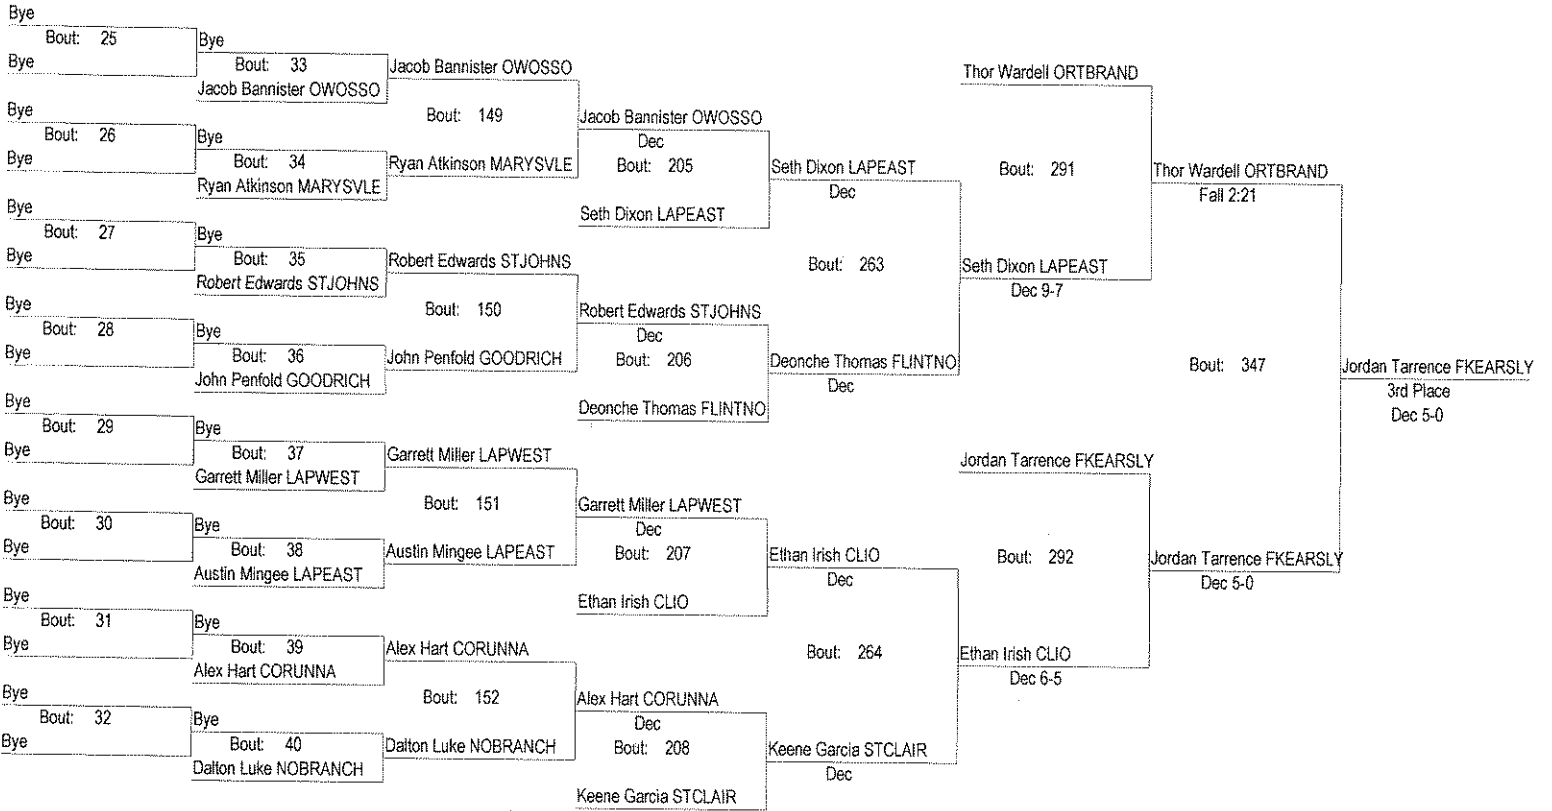 Bye
Bout: 25
Bye
Bye
Bout: 33
Jacob Bannister OWOSSO
Bye
Bout: 26
Bye
Bye
Bout: 34
Ryan Atkinson MARYSVLE
Bye
Bout: 27
Bye
Bye
Bout: 35
Robert Edwards STJOHNS
Bye
Bout: 28
Bye
Bye
Bout: 36
John Penfold GOODRICH
Bye
Bout: 29
Bye
Bye
Bout: 37
Garrett Miller LAPWEST
Bye
Bout: 30
Bye
Bye
Bout: 38
Austin Mingee LAPEAST
Bye
Bout: 31
Bye
Bye
Bout: 39
Alex Hart CORUNNA
Bye
Bout: 32
Bye
Bye
Bout: 40
Dalton Luke NOBRANCH
Jacob Bannister OWOSSO
Bout: 149
Ryan Atkinson MARYSVLE
Robert Edwards STJOHNS
Bout: 150
John Penfold GOODRICH
Garrett Miller LAPWEST
Bout: 151
Austin Mingee LAPEAST
Alex Hart CORUNNA
Bout: 152
Dalton Luke NOBRANCH
Jacob Bannister OWOSSO
Dec
Bout: 205
Seth Dixon LAPEAST
Robert Edwards STJOHNS
Dec
Bout: 206
Deonche Thomas FLINTNO
Garrett Miller LAPWEST
Dec
Bout: 207
Ethan Irish CLIO
Alex Hart CORUNNA
Dec
Bout: 208
Keene Garcia STCLAIR
Seth Dixon LAPEAST
Dec
Bout: 263
Deonche Thomas FLINTNO
Dec
Ethan Irish CLIO
Dec
Bout: 264
Keene Garcia STCLAIR
Dec
Thor Wardell ORTBRAND
Bout: 291
Seth Dixon LAPEAST
Dec 9-7
Jordan Tarrence FKEARSLY
Bout: 292
Ethan Irish CLIO
Dec 6-5
Thor Wardell ORTBRAND
Fall 2:21
Bout: 347
Jordan Tarrence FKEARSLY
Dec 5-0
Jordan Tarrence FKEARSLY
3rd Place
Dec 5-0